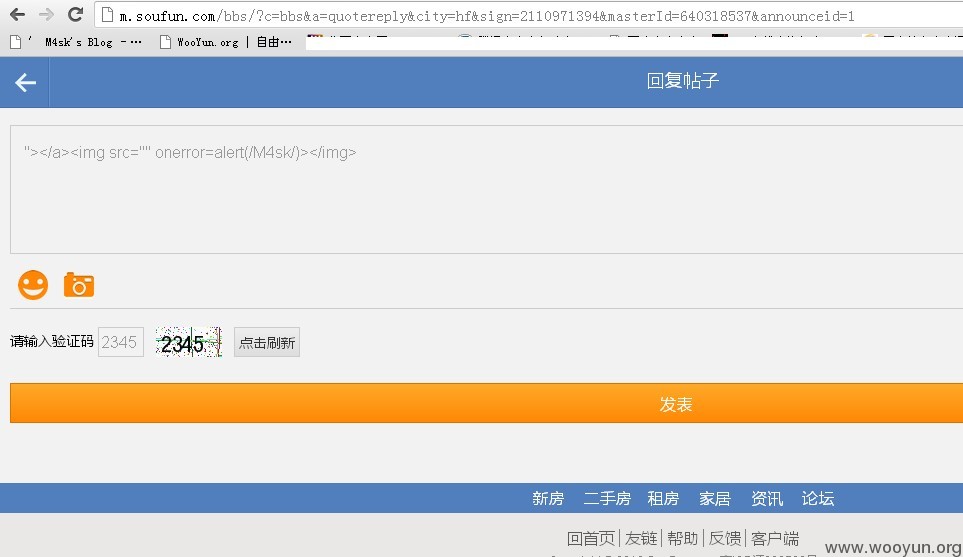 m.soufun.com/bbs/?c=bbs&a=quotereply&city=hf&sign=2110971394&masterId=640318537&announceid=1
' M4sk's Blog - … WooYun.org | 自由…
回复帖子
"></a><img src="" onerror=alert(/M4sk/)></img>
请输入验证码 2345 2345 点击刷新
发表
新房 二手房 租房 家居 资讯 论坛
回首页| 友链| 帮助| 反馈| 客户端
www.wooyun.org